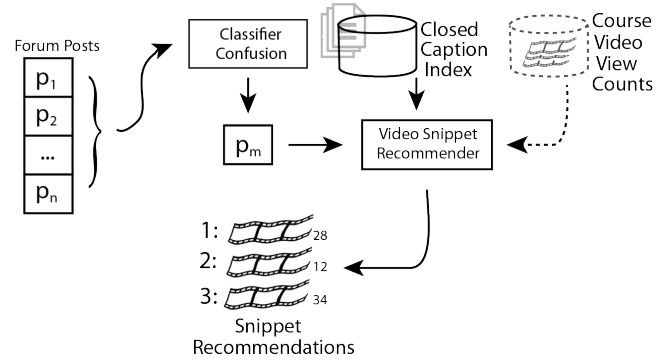 Forum Posts
p1
p2
...
pn
Classifier
Confusion
pm
Closed
Caption
Index
Course
Video
View
Counts
Video Snippet
Recommender
1: 28
2: 12
3: 34
Snippet
Recommendations